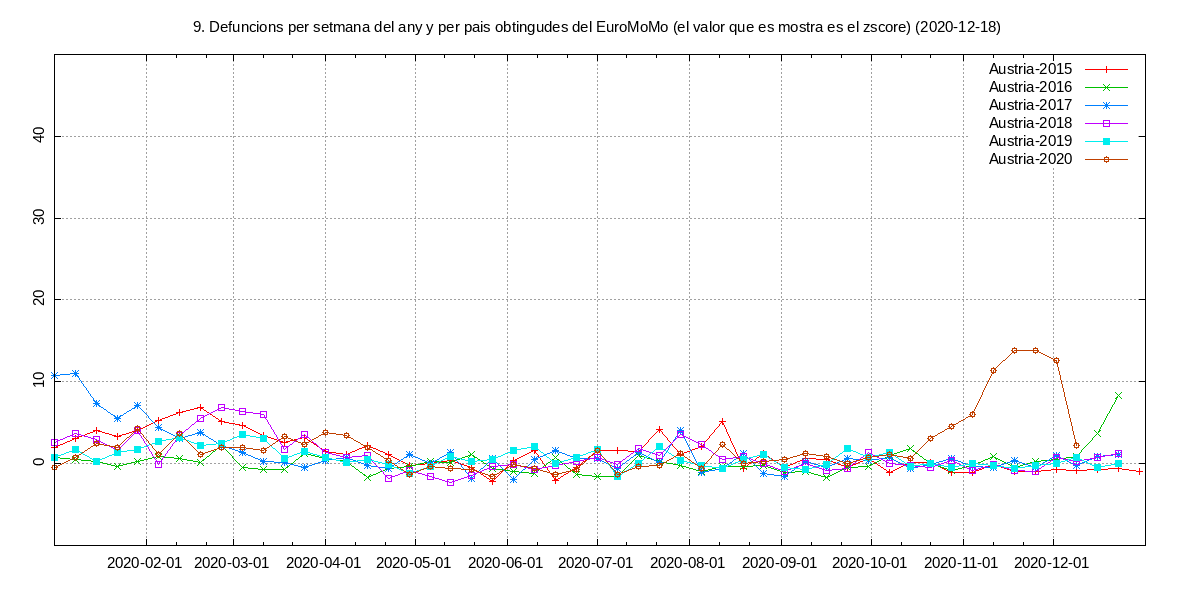 9. Defuncions per setmana del any y per pais obtingudes del EuroMoMo (el valor que es mostra es el zscore) (2020-12-18)
Austria-2015
Austria-2016
Austria-2017
Austria-2018
Austria-2019
Austria-2020
40
30
20
10
0
2020-02-01 2020-03-01 2020-04-01 2020-05-01 2020-06-01 2020-07-01 2020-08-01 2020-09-01 2020-10-01 2020-11-01 2020-12-01